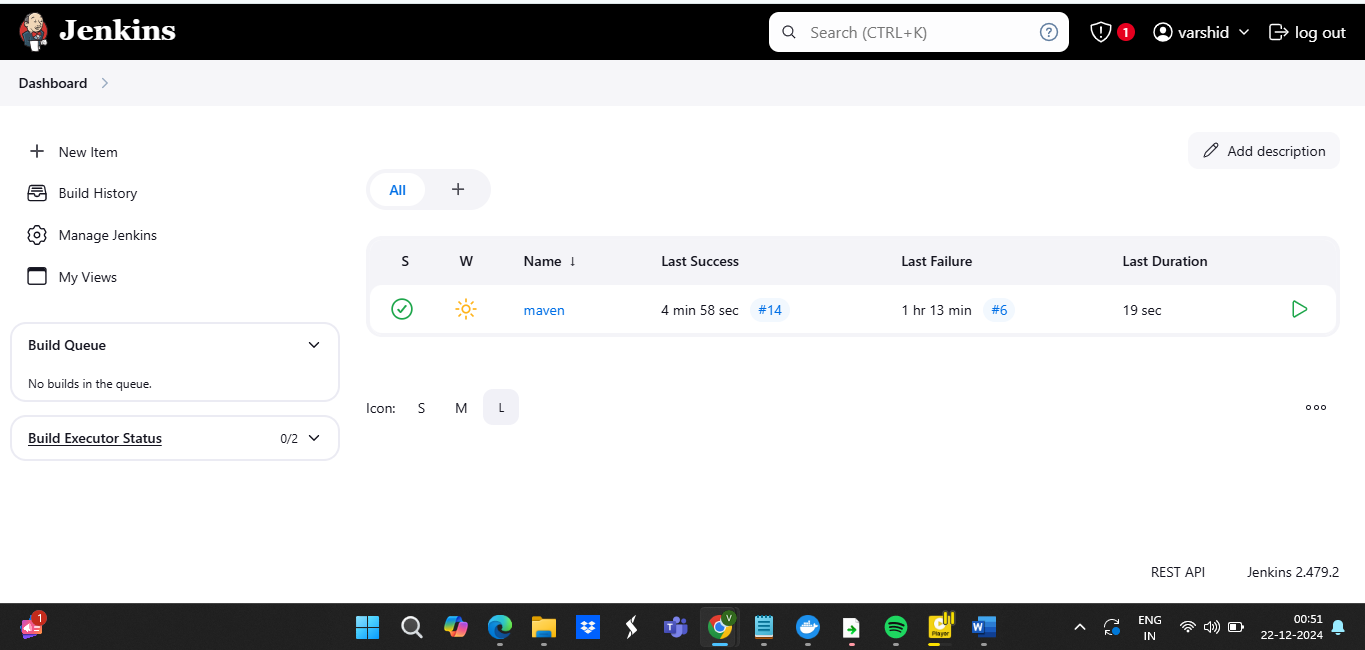 Jenkins
Search (CTRL+K)
?
1
varshid
log out
Dashboard
New Item
Build History
Manage Jenkins
My Views
Add description
All
+
S W Name ↓ Last Success Last Failure Last Duration
maven 4 min 58 sec #14 1 hr 13 min #6 19 sec
Build Queue
No builds in the queue.
Build Executor Status 0/2
Icon: S M L
REST API Jenkins 2.479.2
1
V
T
Player
W
ENG
IN
00:51
22-12-2024